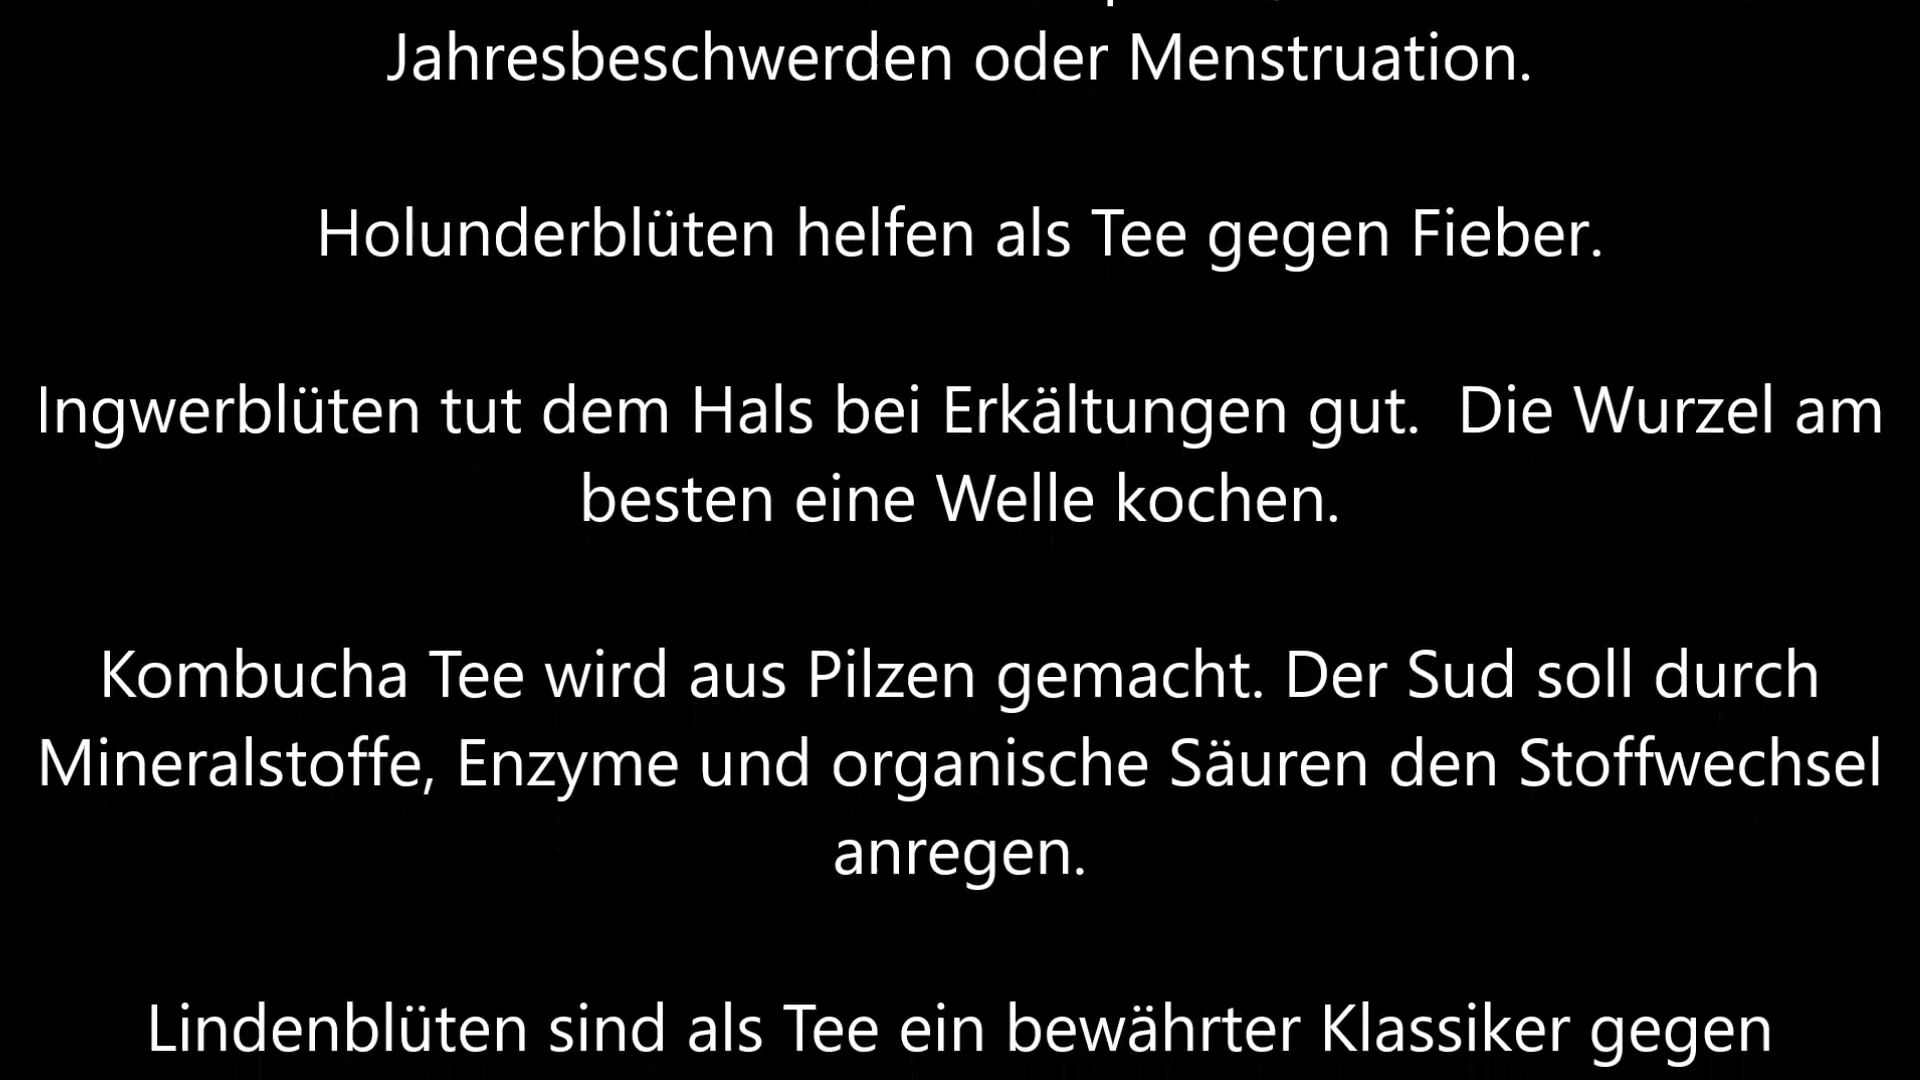 Jahresbeschwerden oder Menstruation.
Holunderblüten helfen als Tee gegen Fieber.
Ingwerblüten tut dem Hals bei Erkältungen gut.  Die Wurzel am
besten eine Welle kochen.
Kombucha Tee wird aus Pilzen gemacht. Der Sud soll durch
Mineralstoffe, Enzyme und organische Säuren den Stoffwechsel
anregen.
Lindenblüten sind als Tee ein bewährter Klassiker gegen